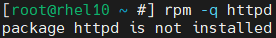 [root@rhel10 ~ #] rpm -q httpd
package httpd is not installed